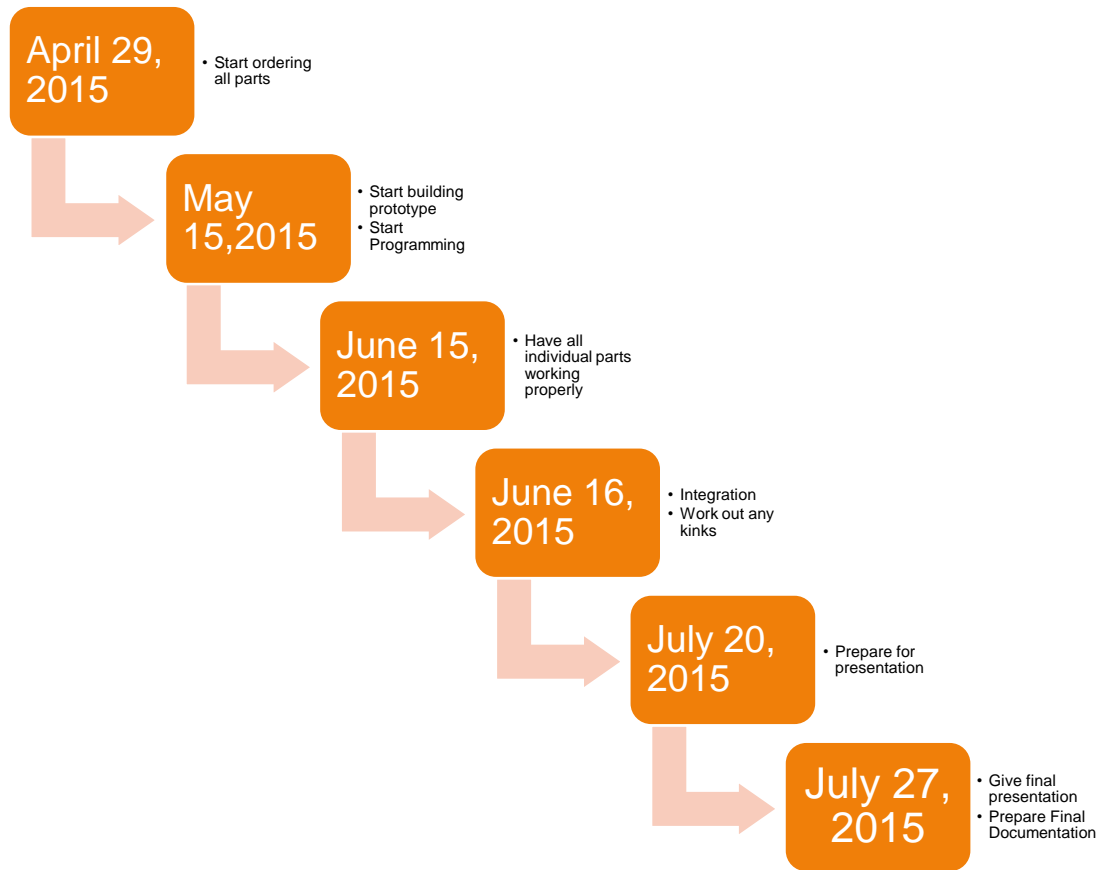 April 29,
2015
• Start ordering
all parts
May
15,2015
• Start building
prototype
• Start
Programming
June 15,
2015
• Have all
individual parts
working
properly
June 16,
2015
• Integration
• Work out any
kinks
July 20,
2015
• Prepare for
presentation
July 27,
2015
• Give final
presentation
• Prepare Final
Documentation